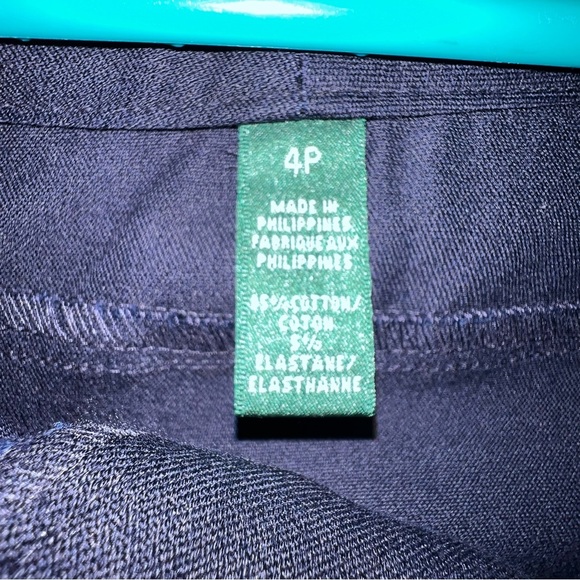 4P
MADE IN
PHILIPPINES
FABRIQUE AUX
PHILIPPINES
95% COTTON/
COTON
5%
ELASTANE/
ELASTHANNE